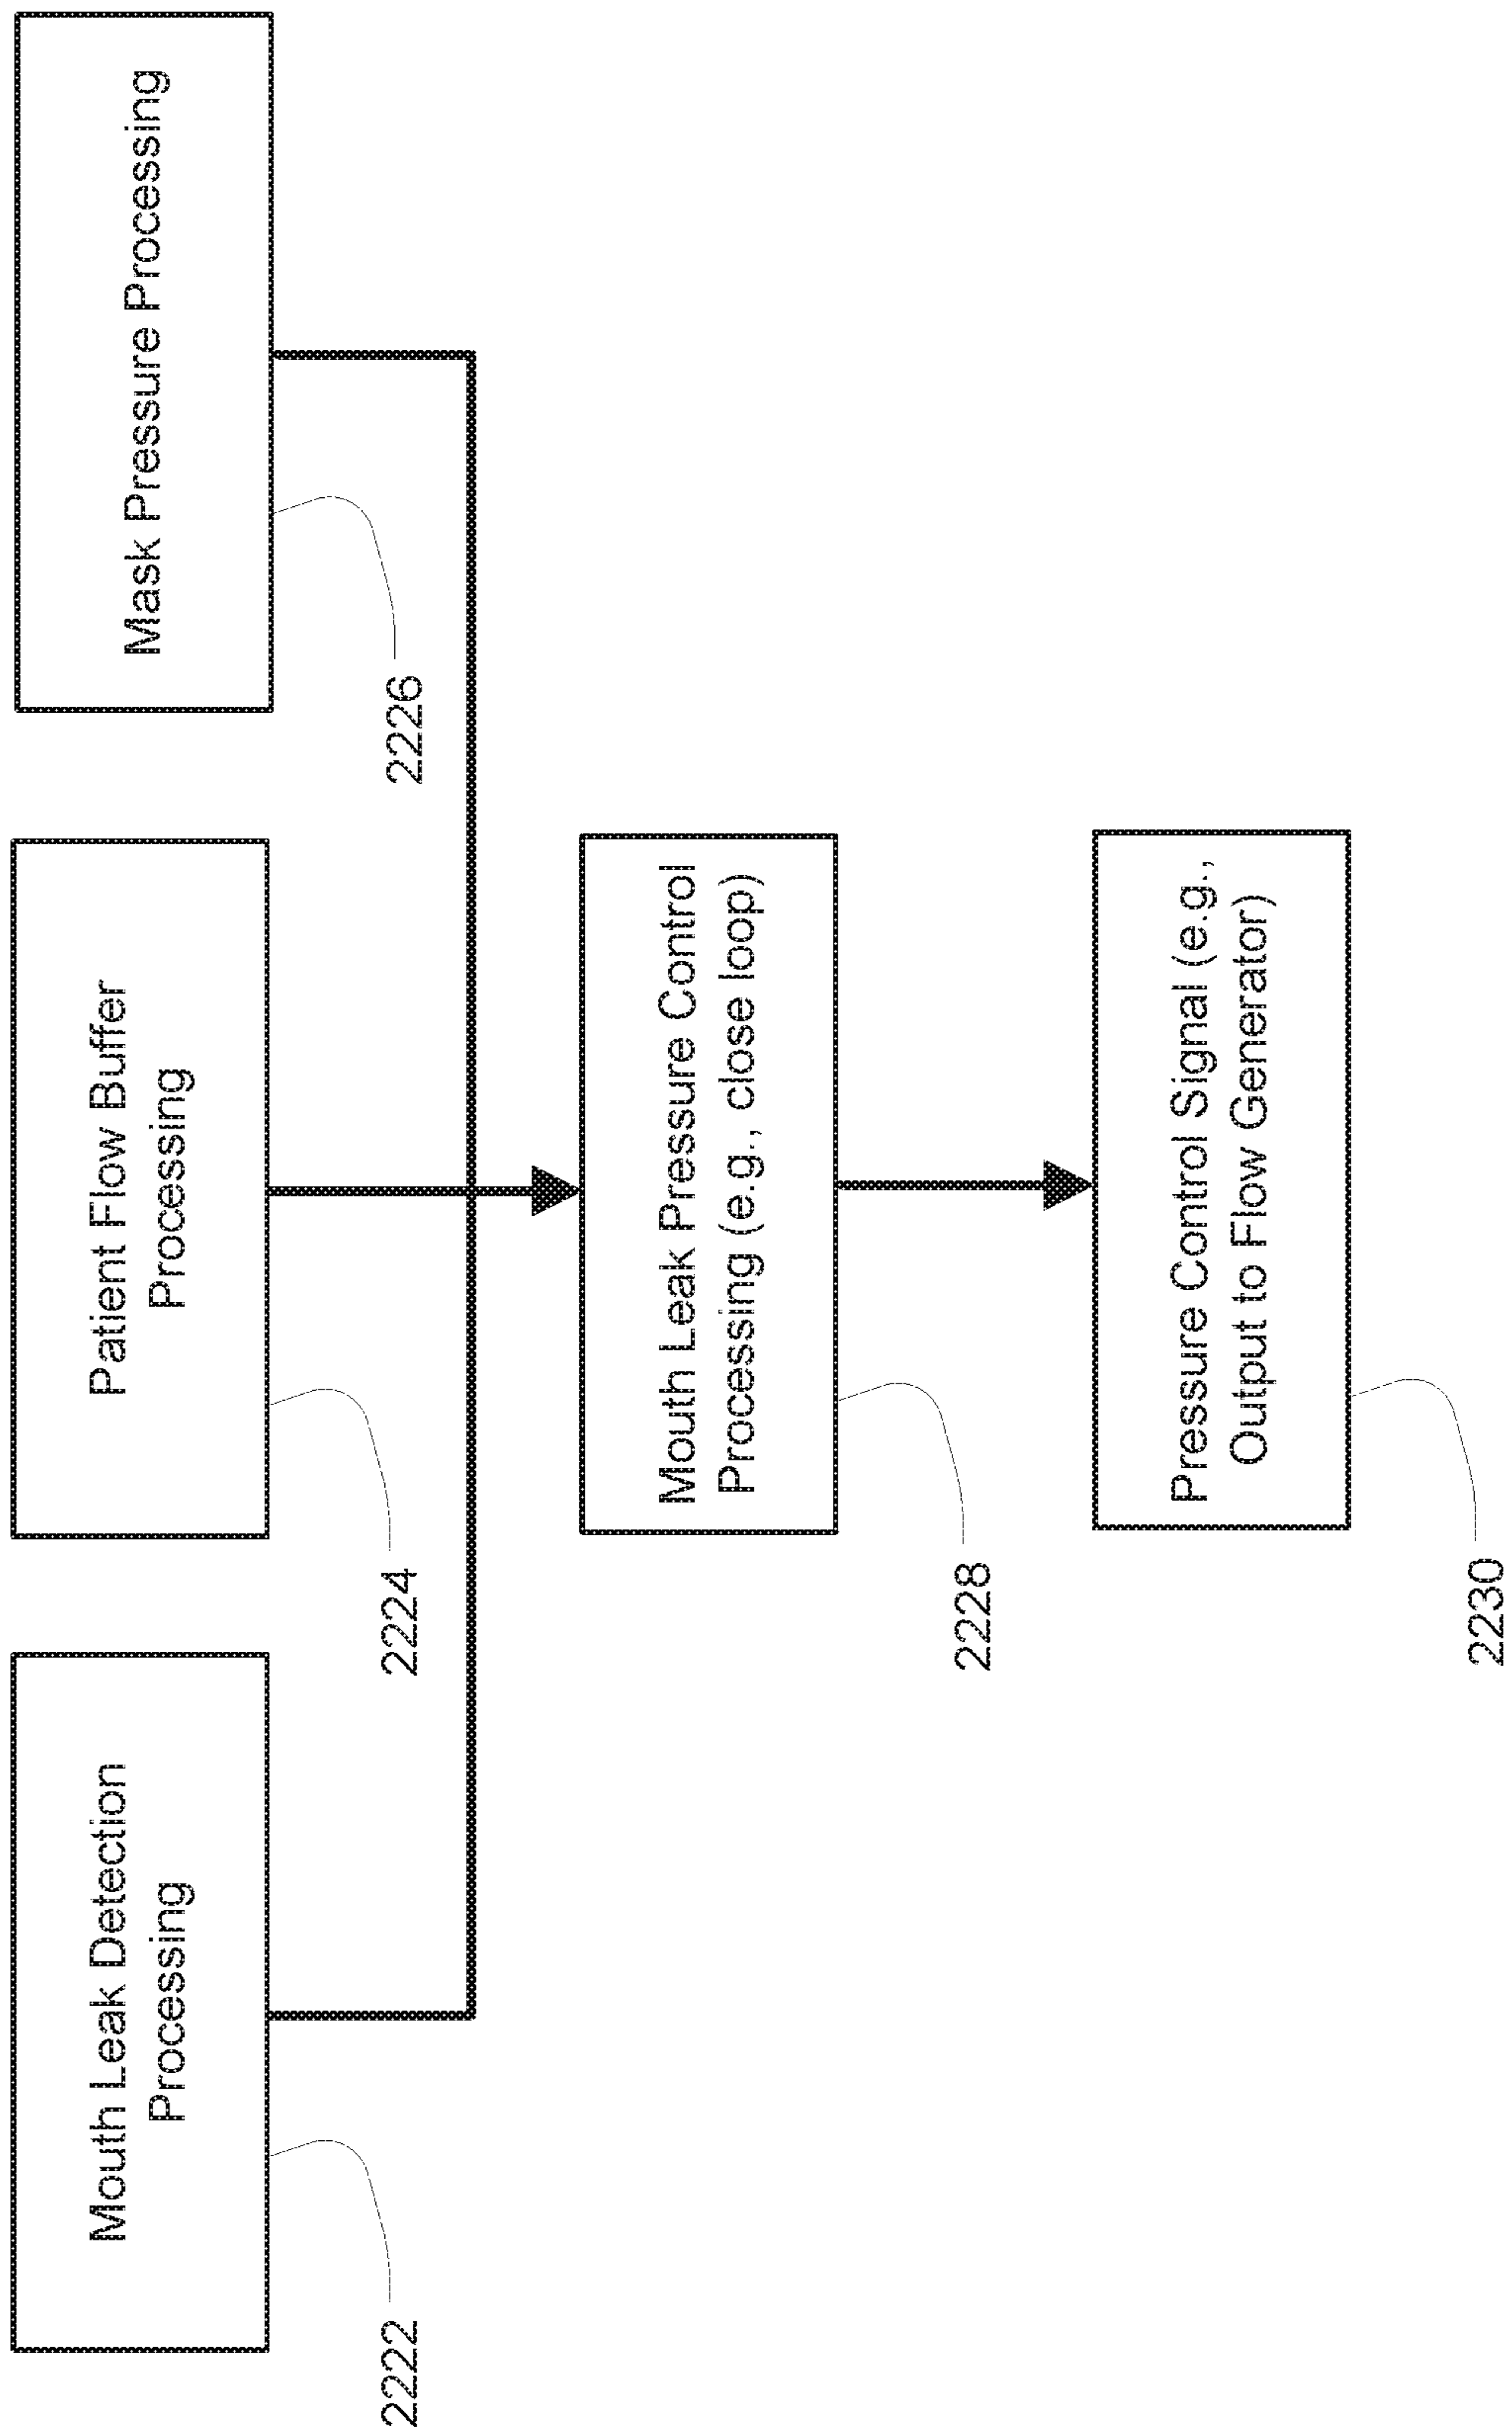 Mouth Leak Detection
Processing
2222
Patient Flow Buffer
Processing
2224
Mask Pressure Processing
2226
Mouth Leak Pressure Control
Processing (e.g., close loop)
2228
Pressure Control Signal (e.g.,
Output to Flow Generator)
2230